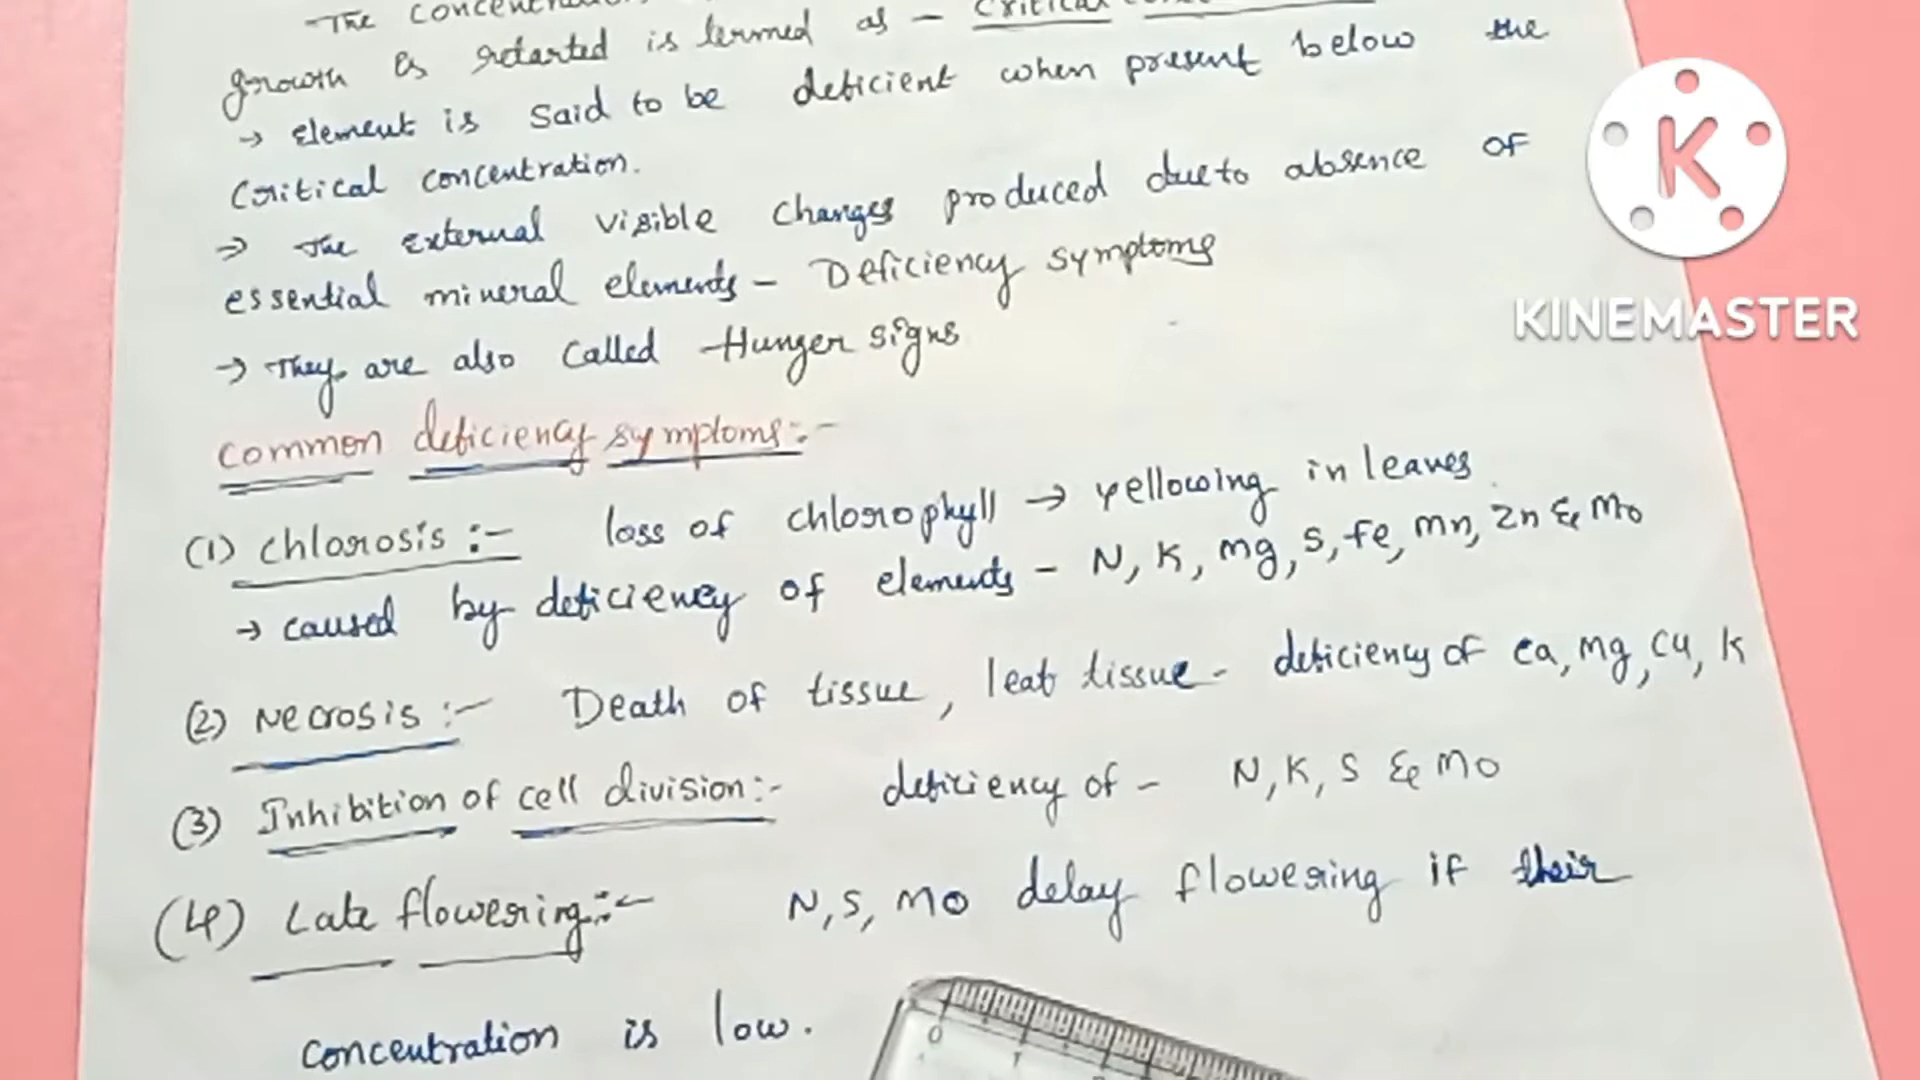 The
growth is retarted is termed as - Critical
→ Element is said to be deficient when present below the
Critical concentration.
→ The external visible changes produced due to absence of
essential mineral elements - Deficiency symptoms
→ They are also called Hunger signs
common deficiency symptoms:-
(1) chlorosis :- loss of chlorophyll → yellowing in leaves
→ caused by deficiency of elements - N, K, Mg, S, Fe, Mn, Zn & Mo
(2) Necrosis :- Death of tissue, leaf tissue - deficiency of Ca, Mg, Cu, K
(3) Inhibition of cell division:- deficiency of - N, K, S & Mo
(4) Late flowering:- N, S, Mo delay flowering if their
concentration is low.
0
1
K
KINEMASTER